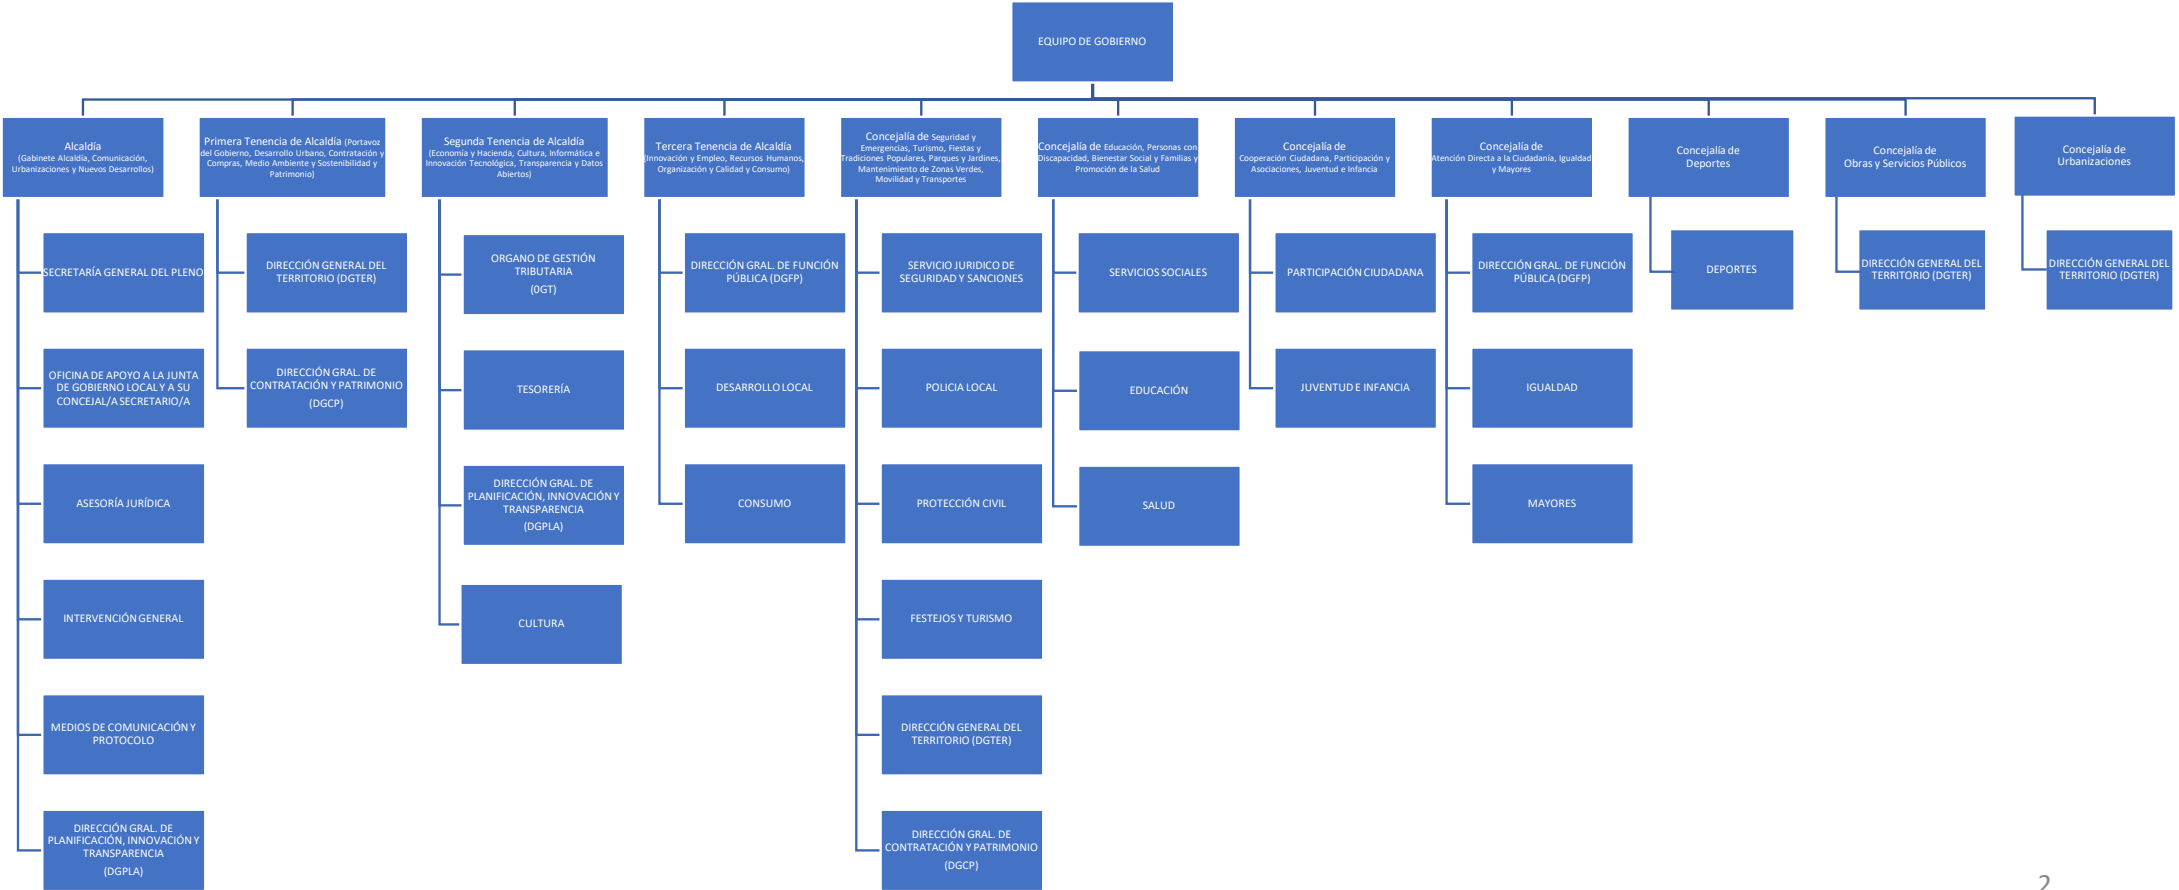 EQUIPO DE GOBIERNO
Alcaldía
(Gabinete Alcaldía, Comunicación,
Urbanizaciones y Nuevos Desarrollos)
Primera Tenencia de Alcaldía (Portavoz
del Gobierno, Desarrollo Urbano, Contratación y
Compras, Medio Ambiente y Sostenibilidad y
Patrimonio)
Segunda Tenencia de Alcaldía
(Economía y Hacienda, Cultura, Informática e
Innovación Tecnológica, Transparencia y Datos
Abiertos)
Tercera Tenencia de Alcaldía
(Innovación y Empleo, Recursos Humanos,
Organización y Calidad y Consumo)
Concejalía de Seguridad y
Emergencias, Turismo, Fiestas y
Tradiciones Populares, Parques y Jardines,
Mantenimiento de Zonas Verdes,
Movilidad y Transportes
Concejalía de Educación, Personas con
Discapacidad, Bienestar Social y Familias y
Promoción de la Salud
Concejalía de
Cooperación Ciudadana, Participación y
Asociaciones, Juventud e Infancia
Concejalía de
Atención Directa a la Ciudadanía, Igualdad
y Mayores
Concejalía de
Deportes
Concejalía de
Obras y Servicios Públicos
Concejalía de
Urbanizaciones
SECRETARÍA GENERAL DEL PLENO
OFICINA DE APOYO A LA JUNTA
DE GOBIERNO LOCAL Y A SU
CONCEJAL/A SECRETARIO/A
ASESORÍA JURÍDICA
INTERVENCIÓN GENERAL
MEDIOS DE COMUNICACIÓN Y
PROTOCOLO
DIRECCIÓN GRAL. DE
PLANIFICACIÓN, INNOVACIÓN Y
TRANSPARENCIA
(DGPLA)
DIRECCIÓN GENERAL DEL
TERRITORIO (DGTER)
DIRECCIÓN GRAL. DE
CONTRATACIÓN Y PATRIMONIO
(DGCP)
ORGANO DE GESTIÓN
TRIBUTARIA
(0GT)
TESORERÍA
DIRECCIÓN GRAL. DE
PLANIFICACIÓN, INNOVACIÓN Y
TRANSPARENCIA
(DGPLA)
CULTURA
DIRECCIÓN GRAL. DE FUNCIÓN
PÚBLICA (DGFP)
DESARROLLO LOCAL
CONSUMO
SERVICIO JURIDICO DE
SEGURIDAD Y SANCIONES
POLICIA LOCAL
PROTECCIÓN CIVIL
FESTEJOS Y TURISMO
DIRECCIÓN GENERAL DEL
TERRITORIO (DGTER)
DIRECCIÓN GRAL. DE
CONTRATACIÓN Y PATRIMONIO
(DGCP)
SERVICIOS SOCIALES
EDUCACIÓN
SALUD
PARTICIPACIÓN CIUDADANA
JUVENTUD E INFANCIA
DIRECCIÓN GRAL. DE FUNCIÓN
PÚBLICA (DGFP)
IGUALDAD
MAYORES
DEPORTES
DIRECCIÓN GENERAL DEL
TERRITORIO (DGTER)
DIRECCIÓN GENERAL DEL
TERRITORIO (DGTER)
2